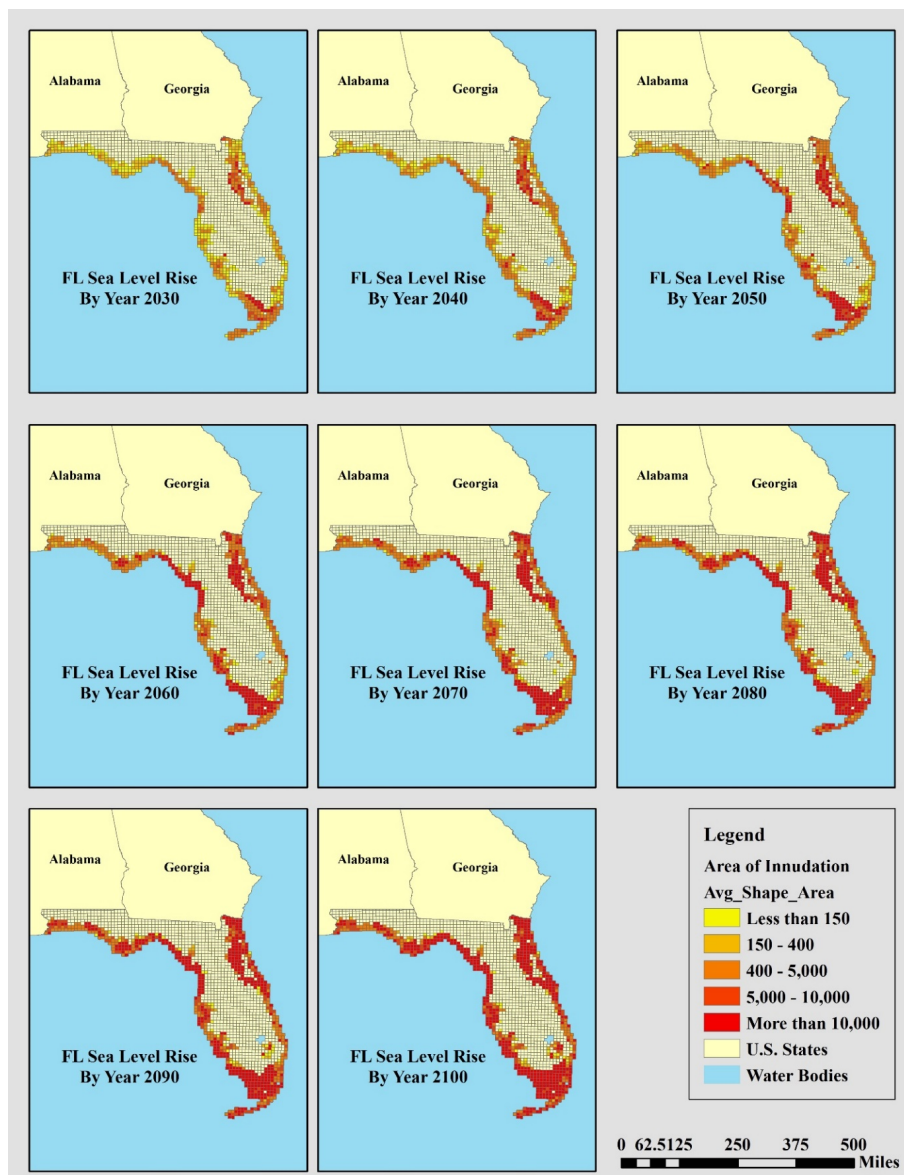 Alabama
Georgia
FL Sea Level Rise
By Year 2030
Alabama
Georgia
FL Sea Level Rise
By Year 2040
Alabama
Georgia
FL Sea Level Rise
By Year 2050
Alabama
Georgia
FL Sea Level Rise
By Year 2060
Alabama
Georgia
FL Sea Level Rise
By Year 2070
Alabama
Georgia
FL Sea Level Rise
By Year 2080
Alabama
Georgia
FL Sea Level Rise
By Year 2090
Alabama
Georgia
FL Sea Level Rise
By Year 2100
Legend
Area of Innudation
Avg_Shape_Area
Less than 150
150 - 400
400 - 5,000
5,000 - 10,000
More than 10,000
U.S. States
Water Bodies
0 62.5125 250 375 500
Miles